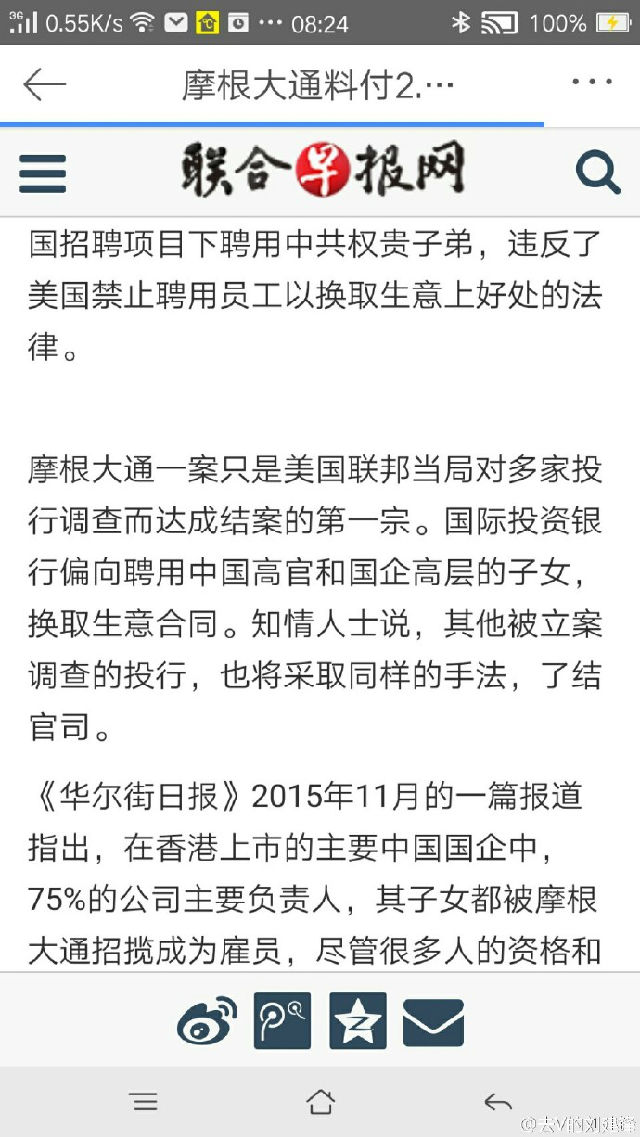 3G 0.55K/s 08:24 100%
摩根大通料付2.…
联合早报网
国招聘项目下聘用中共权贵子弟，违反了
美国禁止聘用员工以换取生意上好处的法
律。
摩根大通一案只是美国联邦当局对多家投
行调查而达成结案的第一宗。国际投资银
行偏向聘用中国高官和国企高层的子女，
换取生意合同。知情人士说，其他被立案
调查的投行，也将采取同样的手法，了结
官司。
《华尔街日报》2015年11月的一篇报道
指出，在香港上市的主要中国国企中，
75%的公司主要负责人，其子女都被摩根
大通招揽成为雇员，尽管很多人的资格和
@去V的刘建锋